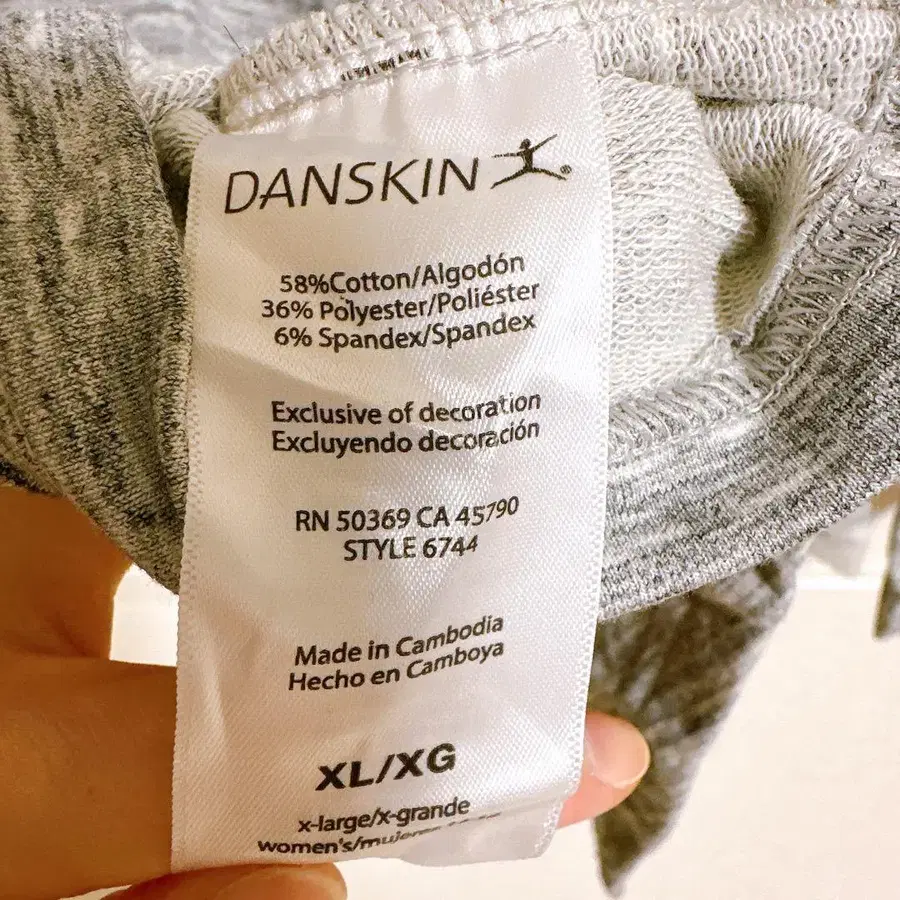 DANSKIN®
58%Cotton/Algodón
36% Polyester/Poliéster
6% Spandex/Spandex
Exclusive of decoration
Excluyendo decoración
RN 50369 CA 45790
STYLE 6744
Made in Cambodia
Hecho en Camboya
XL/XG
x-large/x-grande
women's/mujeres